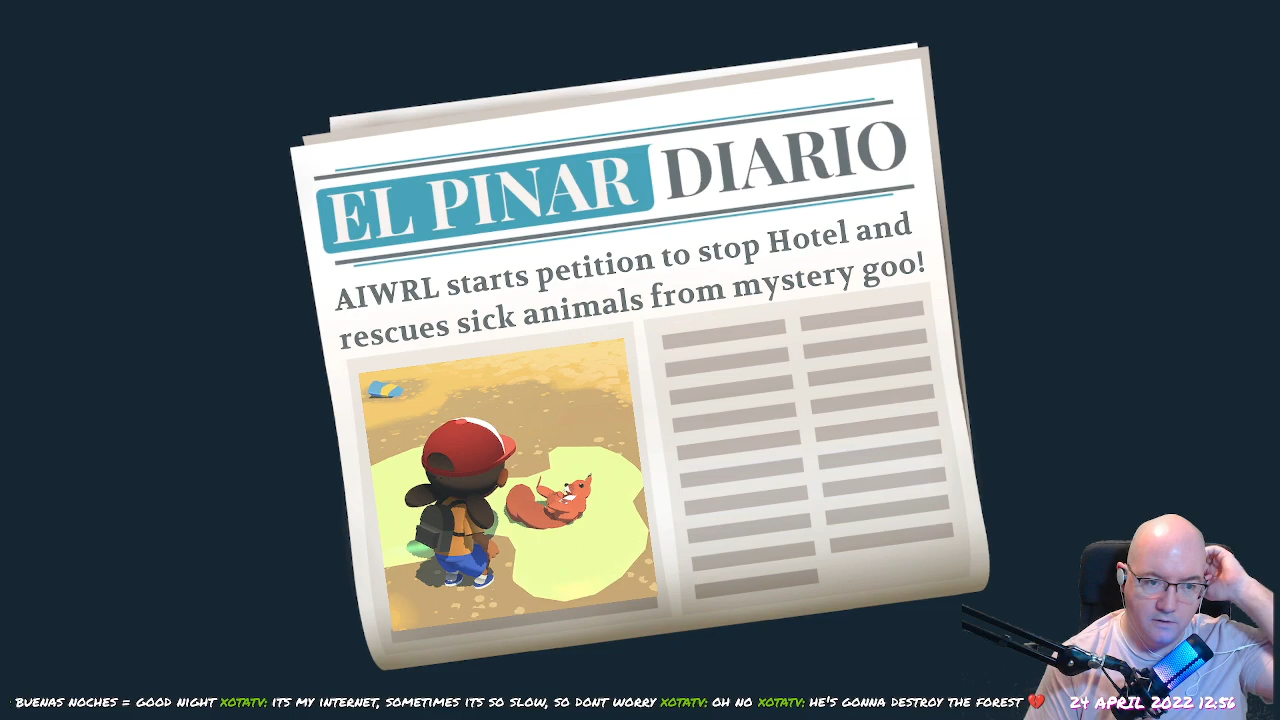 EL PINAR DIARIO
AIWRL starts petition to stop Hotel and
rescues sick animals from mystery goo!
BUENAS NOCHES = GOOD NIGHT XOTATV: ITS MY INTERNET, SOMETIMES IT'S SO SLOW, SO DONT WORRY XOTATV: OH NO XOTATV: HE'S GONNA DESTROY THE FOREST 💔 24 APRIL 2022 12:56